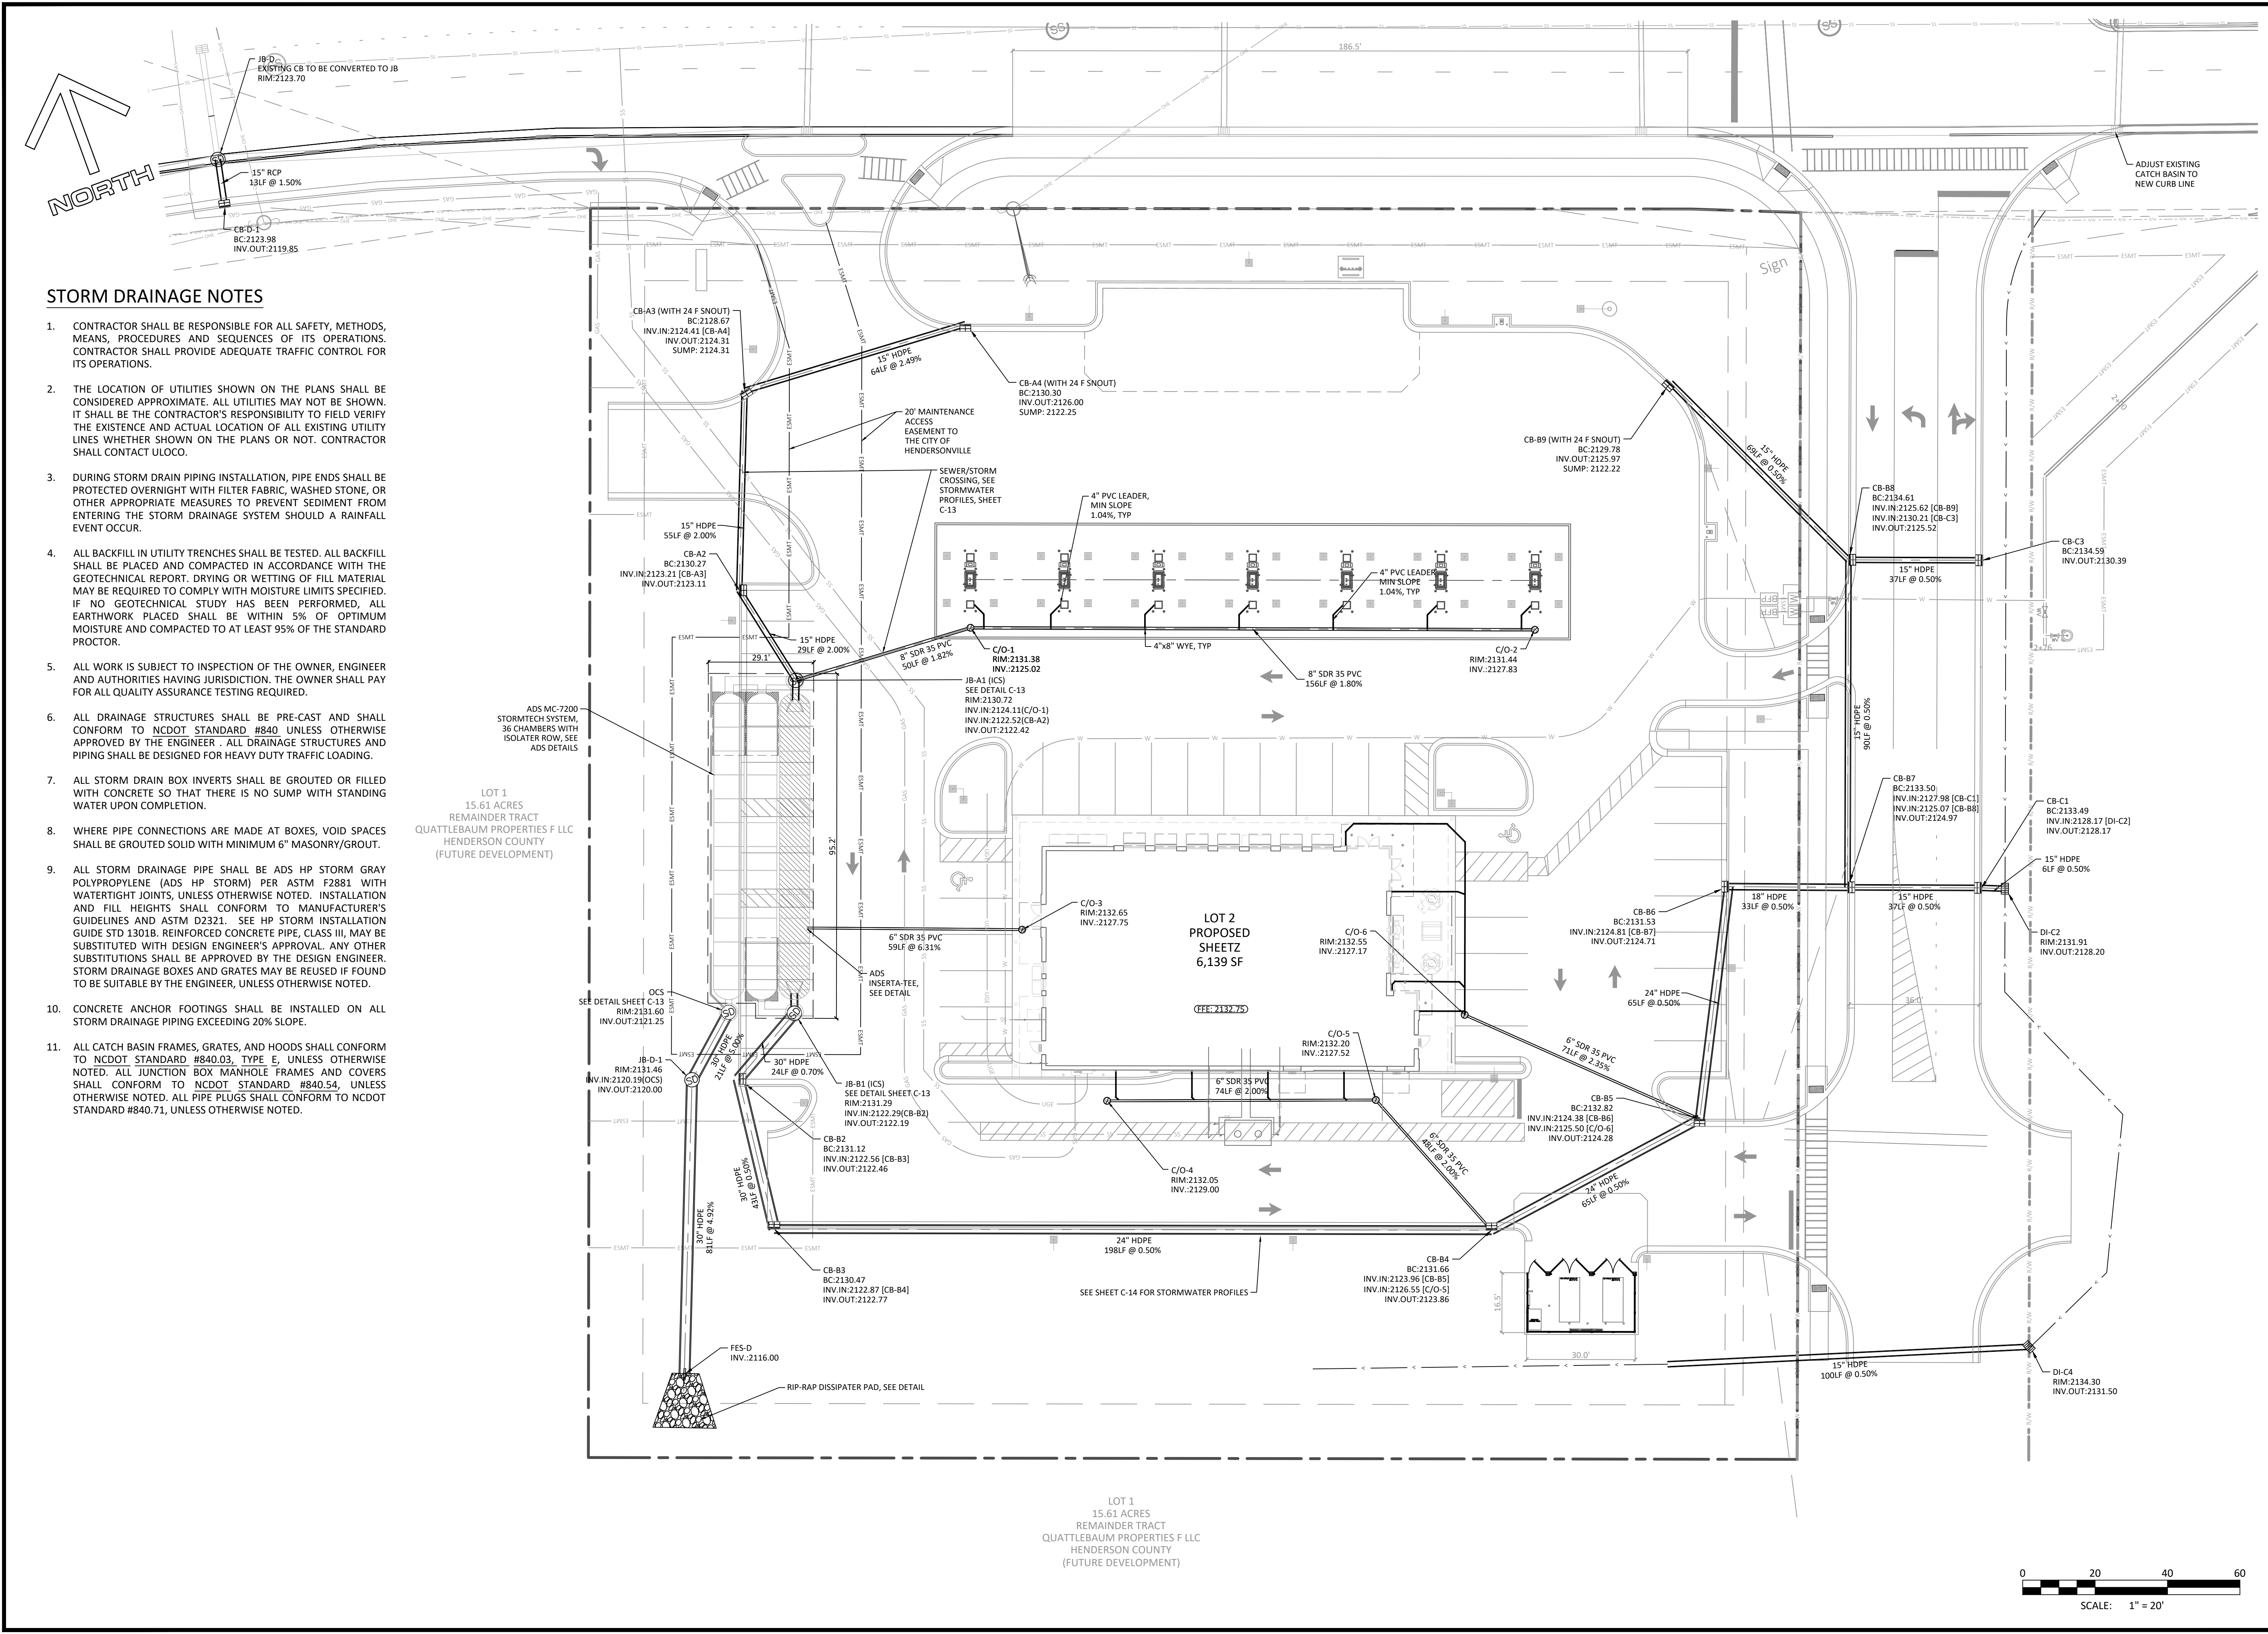 JB-D
EXISTING CB TO BE CONVERTED TO JB
RIM:2123.70
15" RCP
13LF @ 1.50%
CB-D-1
BC:2123.98
INV.OUT:2119.85
NORTH
186.5'
ADJUST EXISTING
CATCH BASIN TO
NEW CURB LINE
Sign
STORM DRAINAGE NOTES
1. CONTRACTOR SHALL BE RESPONSIBLE FOR ALL SAFETY, METHODS,
MEANS, PROCEDURES AND SEQUENCES OF ITS OPERATIONS.
CONTRACTOR SHALL PROVIDE ADEQUATE TRAFFIC CONTROL FOR
ITS OPERATIONS.
2. THE LOCATION OF UTILITIES SHOWN ON THE PLANS SHALL BE
CONSIDERED APPROXIMATE. ALL UTILITIES MAY NOT BE SHOWN.
IT SHALL BE THE CONTRACTOR'S RESPONSIBILITY TO FIELD VERIFY
THE EXISTENCE AND ACTUAL LOCATION OF ALL EXISTING UTILITY
LINES WHETHER SHOWN ON THE PLANS OR NOT. CONTRACTOR
SHALL CONTACT ULOCO.
3. DURING STORM DRAIN PIPING INSTALLATION, PIPE ENDS SHALL BE
PROTECTED OVERNIGHT WITH FILTER FABRIC, WASHED STONE, OR
OTHER APPROPRIATE MEASURES TO PREVENT SEDIMENT FROM
ENTERING THE STORM DRAINAGE SYSTEM SHOULD A RAINFALL
EVENT OCCUR.
4. ALL BACKFILL IN UTILITY TRENCHES SHALL BE TESTED. ALL BACKFILL
SHALL BE PLACED AND COMPACTED IN ACCORDANCE WITH THE
GEOTECHNICAL REPORT. DRYING OR WETTING OF FILL MATERIAL
MAY BE REQUIRED TO COMPLY WITH MOISTURE LIMITS SPECIFIED.
IF NO GEOTECHNICAL STUDY HAS BEEN PERFORMED, ALL
EARTHWORK PLACED SHALL BE WITHIN 5% OF OPTIMUM
MOISTURE AND COMPACTED TO AT LEAST 95% OF THE STANDARD
PROCTOR.
5. ALL WORK IS SUBJECT TO INSPECTION OF THE OWNER, ENGINEER
AND AUTHORITIES HAVING JURISDICTION. THE OWNER SHALL PAY
FOR ALL QUALITY ASSURANCE TESTING REQUIRED.
6. ALL DRAINAGE STRUCTURES SHALL BE PRE-CAST AND SHALL
CONFORM TO NCDOT STANDARD #840 UNLESS OTHERWISE
APPROVED BY THE ENGINEER . ALL DRAINAGE STRUCTURES AND
PIPING SHALL BE DESIGNED FOR HEAVY DUTY TRAFFIC LOADING.
7. ALL STORM DRAIN BOX INVERTS SHALL BE GROUTED OR FILLED
WITH CONCRETE SO THAT THERE IS NO SUMP WITH STANDING
WATER UPON COMPLETION.
8. WHERE PIPE CONNECTIONS ARE MADE AT BOXES, VOID SPACES
SHALL BE GROUTED SOLID WITH MINIMUM 6" MASONRY/GROUT.
9. ALL STORM DRAINAGE PIPE SHALL BE ADS HP STORM GRAY
POLYPROPYLENE (ADS HP STORM) PER ASTM F2881 WITH
WATERTIGHT JOINTS, UNLESS OTHERWISE NOTED. INSTALLATION
AND FILL HEIGHTS SHALL CONFORM TO MANUFACTURER'S
GUIDELINES AND ASTM D2321. SEE HP STORM INSTALLATION
GUIDE STD 1301B. REINFORCED CONCRETE PIPE, CLASS III, MAY BE
SUBSTITUTED WITH DESIGN ENGINEER'S APPROVAL. ANY OTHER
SUBSTITUTIONS SHALL BE APPROVED BY THE DESIGN ENGINEER.
STORM DRAINAGE BOXES AND GRATES MAY BE REUSED IF FOUND
TO BE SUITABLE BY THE ENGINEER, UNLESS OTHERWISE NOTED.
10. CONCRETE ANCHOR FOOTINGS SHALL BE INSTALLED ON ALL
STORM DRAINAGE PIPING EXCEEDING 20% SLOPE.
11. ALL CATCH BASIN FRAMES, GRATES, AND HOODS SHALL CONFORM
TO NCDOT STANDARD #840.03, TYPE E, UNLESS OTHERWISE
NOTED. ALL JUNCTION BOX MANHOLE FRAMES AND COVERS
SHALL CONFORM TO NCDOT STANDARD #840.54, UNLESS
OTHERWISE NOTED. ALL PIPE PLUGS SHALL CONFORM TO NCDOT
STANDARD #840.71, UNLESS OTHERWISE NOTED.
CB-A3 (WITH 24 F SNOUT)
BC:2128.67
INV.IN:2124.41 [CB-A4]
INV.OUT:2124.31
SUMP: 2124.31
15" HDPE
64LF @ 2.49%
CB-A4 (WITH 24 F SNOUT)
BC:2130.30
INV.OUT:2126.00
SUMP: 2122.25
20' MAINTENANCE
ACCESS
EASEMENT TO
THE CITY OF
HENDERSONVILLE
SEWER/STORM
CROSSING, SEE
STORMWATER
PROFILES, SHEET
C-13
4" PVC LEADER,
MIN SLOPE
1.04%, TYP
4" PVC LEADER
MIN SLOPE
1.04%, TYP
CB-B9 (WITH 24 F SNOUT)
BC:2129.78
INV.OUT:2125.97
SUMP: 2122.22
15" HDPE
69LF @ 0.50%
CB-B8
BC:2134.61
INV.IN:2125.62 [CB-B9]
INV.IN:2130.21 [CB-C3]
INV.OUT:2125.52
CB-C3
BC:2134.59
INV.OUT:2130.39
15" HDPE
37LF @ 0.50%
15" HDPE
55LF @ 2.00%
CB-A2
BC:2130.27
INV.IN:2123.21 [CB-A3]
INV.OUT:2123.11
15" HDPE
29LF @ 2.00%
29.1'
8" SDR 35 PVC
50LF @ 1.82%
C/O-1
RIM:2131.38
INV.:2125.02
4"x8" WYE, TYP
8" SDR 35 PVC
156LF @ 1.80%
C/O-2
RIM:2131.44
INV.:2127.83
JB-A1 (ICS)
SEE DETAIL C-13
RIM:2130.72
INV.IN:2124.11(C/O-1)
INV.IN:2122.52(CB-A2)
INV.OUT:2122.42
ADS MC-7200
STORMTECH SYSTEM,
36 CHAMBERS WITH
ISOLATER ROW, SEE
ADS DETAILS
95.2'
LOT 1
15.61 ACRES
REMAINDER TRACT
QUATTLEBAUM PROPERTIES F LLC
HENDERSON COUNTY
(FUTURE DEVELOPMENT)
15" HDPE
90LF @ 0.50%
CB-B7
BC:2133.50
INV.IN:2127.98 [CB-C1]
INV.IN:2125.07 [CB-B8]
INV.OUT:2124.97
CB-C1
BC:2133.49
INV.IN:2128.17 [DI-C2]
INV.OUT:2128.17
15" HDPE
6LF @ 0.50%
18" HDPE
33LF @ 0.50%
15" HDPE
37LF @ 0.50%
DI-C2
RIM:2131.91
INV.OUT:2128.20
CB-B6
BC:2131.53
INV.IN:2124.81 [CB-B7]
INV.OUT:2124.71
24" HDPE
65LF @ 0.50%
36.0'
C/O-3
RIM:2132.65
INV.:2127.75
6" SDR 35 PVC
59LF @ 6.31%
ADS
INSERTA-TEE,
SEE DETAIL
LOT 2
PROPOSED
SHEETZ
6,139 SF
FFE: 2132.75
C/O-6
RIM:2132.55
INV.:2127.17
C/O-5
RIM:2132.20
INV.:2127.52
6" SDR 35 PVC
71LF @ 2.35%
OCS
SEE DETAIL SHEET C-13
RIM:2131.60
INV.OUT:2121.25
30" HDPE
21LF @ 5.00%
30" HDPE
24LF @ 0.70%
JB-D-1
RIM:2131.46
INV.IN:2120.19(OCS)
INV.OUT:2120.00
JB-B1 (ICS)
SEE DETAIL SHEET C-13
RIM:2131.29
INV.IN:2122.29(CB-B2)
INV.OUT:2122.19
6" SDR 35 PVC
74LF @ 2.00%
CB-B5
BC:2132.82
INV.IN:2124.38 [CB-B6]
INV.IN:2125.50 [C/O-6]
INV.OUT:2124.28
CB-B2
BC:2131.12
INV.IN:2122.56 [CB-B3]
INV.OUT:2122.46
C/O-4
RIM:2132.05
INV.:2129.00
6" SDR 35 PVC
48LF @ 2.00%
24" HDPE
65LF @ 0.50%
30" HDPE
43LF @ 0.50%
30" HDPE
81LF @ 4.92%
24" HDPE
198LF @ 0.50%
CB-B3
BC:2130.47
INV.IN:2122.87 [CB-B4]
INV.OUT:2122.77
SEE SHEET C-14 FOR STORMWATER PROFILES
CB-B4
BC:2131.66
INV.IN:2123.96 [CB-B5]
INV.IN:2126.55 [C/O-5]
INV.OUT:2123.86
16.5'
30.0'
FES-D
INV.:2116.00
RIP-RAP DISSIPATER PAD, SEE DETAIL
15" HDPE
100LF @ 0.50%
DI-C4
RIM:2134.30
INV.OUT:2131.50
LOT 1
15.61 ACRES
REMAINDER TRACT
QUATTLEBAUM PROPERTIES F LLC
HENDERSON COUNTY
(FUTURE DEVELOPMENT)
0 20 40 60
SCALE: 1" = 20'